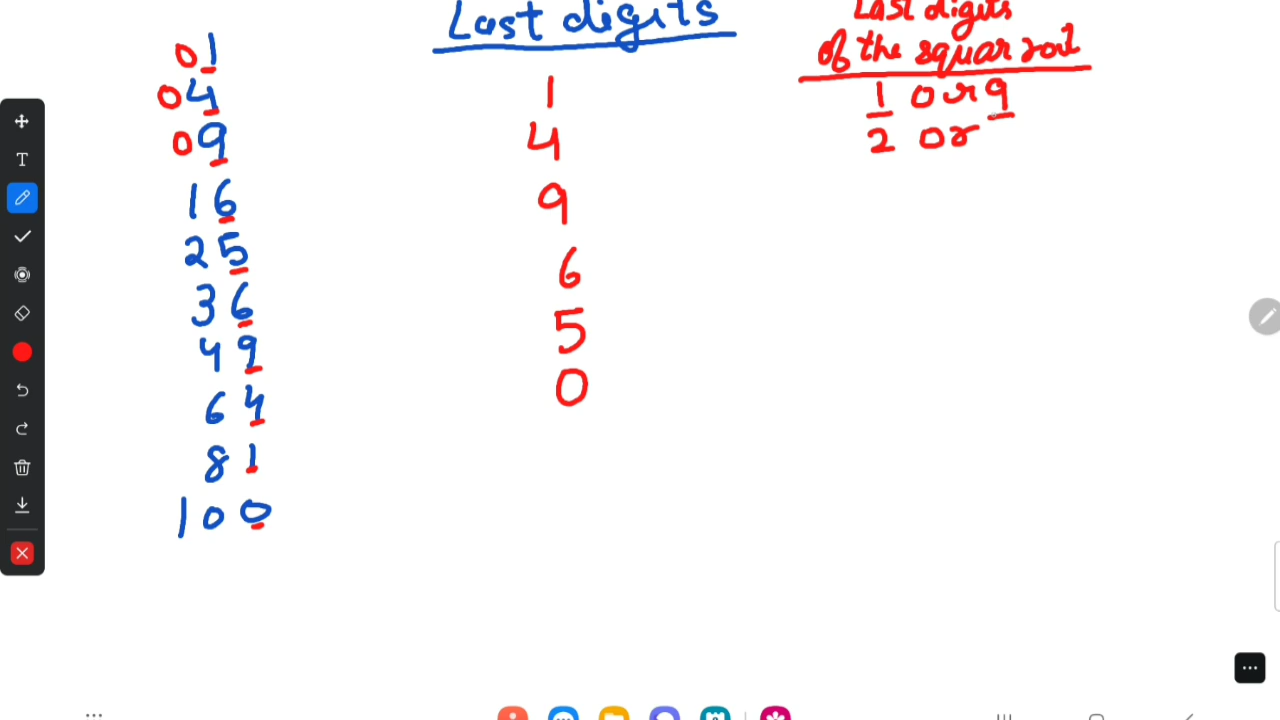 Last digits
Last digits
of the squar root
01
04
09
16
25
36
49
64
81
100
1
4
9
6
5
0
1 or 9
2 or
T